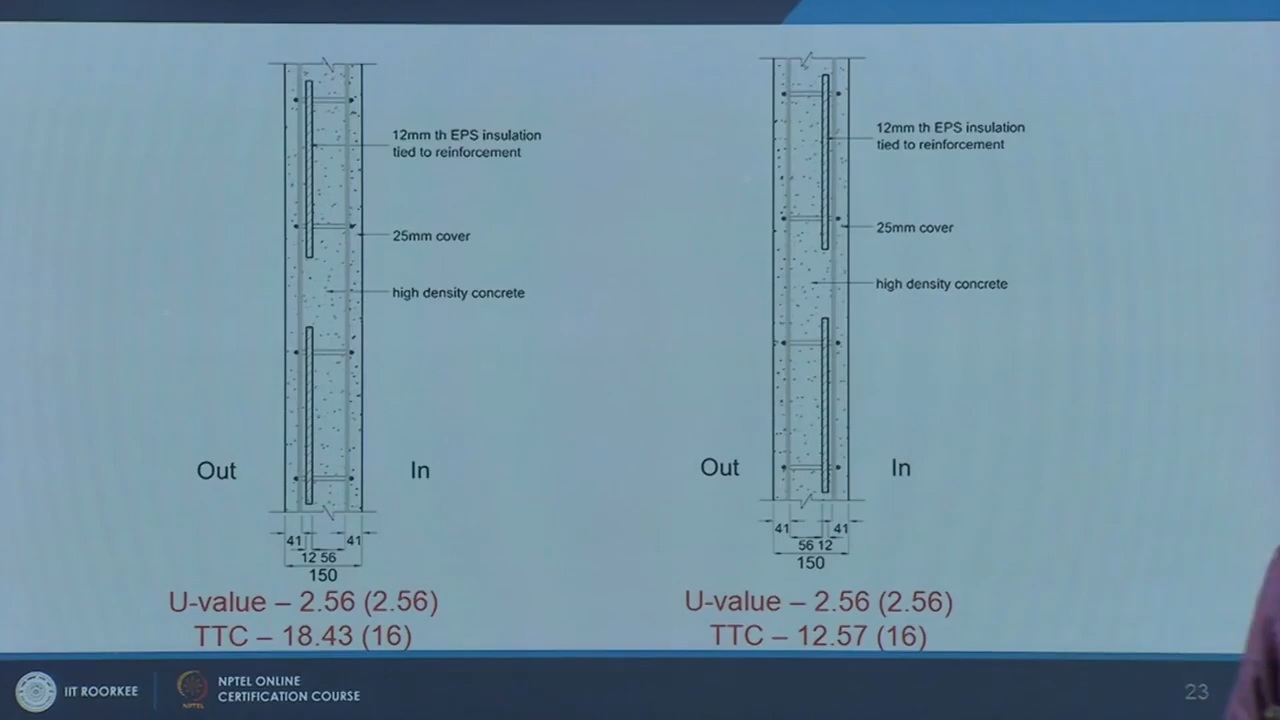 12mm th EPS insulation
tied to reinforcement
25mm cover
high density concrete
Out
In
41
41
12 56
150
U-value – 2.56 (2.56)
TTC – 18.43 (16)
12mm th EPS insulation
tied to reinforcement
25mm cover
high density concrete
Out
In
41
41
56 12
150
U-value – 2.56 (2.56)
TTC – 12.57 (16)
IIT ROORKEE
NPTEL
NPTEL ONLINE
CERTIFICATION COURSE
23